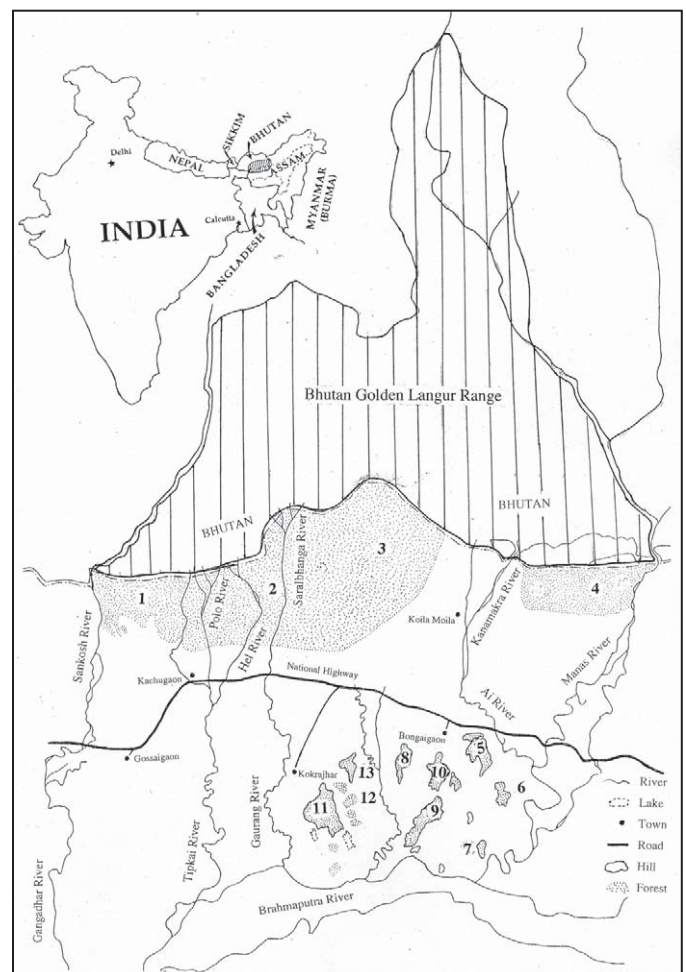 SIKKIM
BHUTAN
Delhi
NEPAL
ASSAM
INDIA
Calcutta
BANGLADESH
MYANMAR
(BURMA)
Bhutan Golden Langur Range
BHUTAN
BHUTAN
1
2
3
4
Sankosh River
Polo River
Hel River
Saralbhanga River
Koila Moila
Kanamakra River
Manas River
Kachugaon
National Highway
Ai River
Gossaigaon
Bongaigaon
Kokrajhar
5
6
7
8
9
10
11
12
13
Gangadhar River
Tipkai River
Gaurang River
Brahmaputra River
River
Lake
Town
Road
Hill
Forest